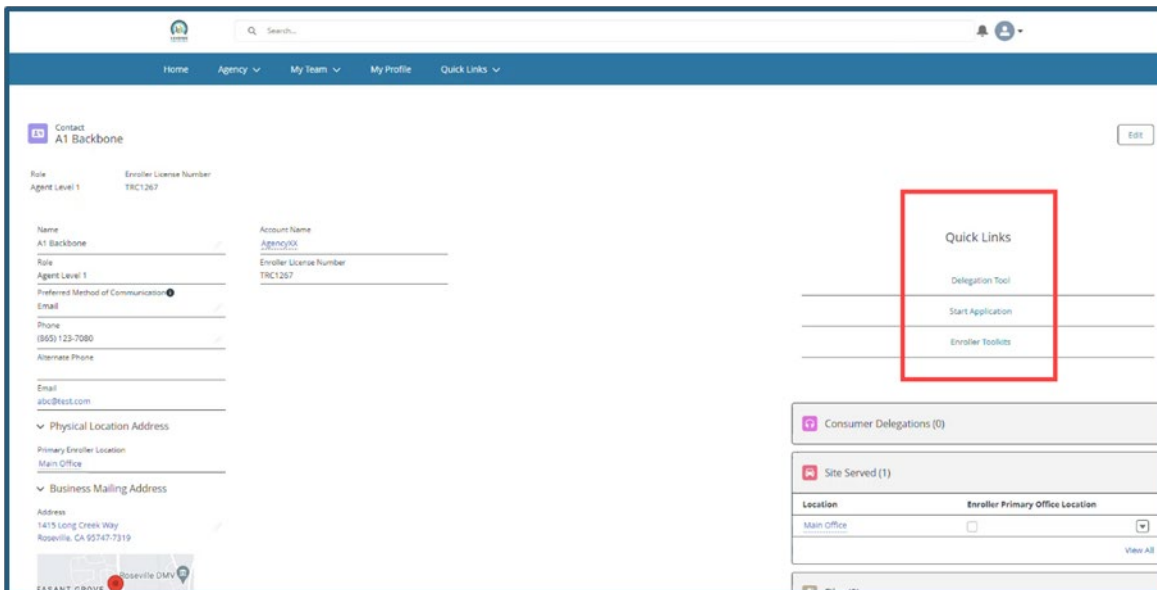 Search...
Home Agency My Team My Profile Quick Links
Contact
A1 Backbone
Edit
Role Enroller License Number
Agent Level 1 TRC1267
Name
A1 Backbone
Role
Agent Level 1
Preferred Method of Communication
Email
Phone
(865) 123-7080
Alternate Phone
Email
abc@test.com
Physical Location Address
Primary Enroller Location
Main Office
Business Mailing Address
Address
1415 Long Creek Way
Roseville, CA 95747-7319
Roseville DMV
Account Name
AgencyXX
Enroller License Number
TRC1267
Quick Links
Delegation Tool
Start Application
Enroller Toolkits
Consumer Delegations (0)
Site Served (1)
Location Enroller Primary Office Location
Main Office
View All